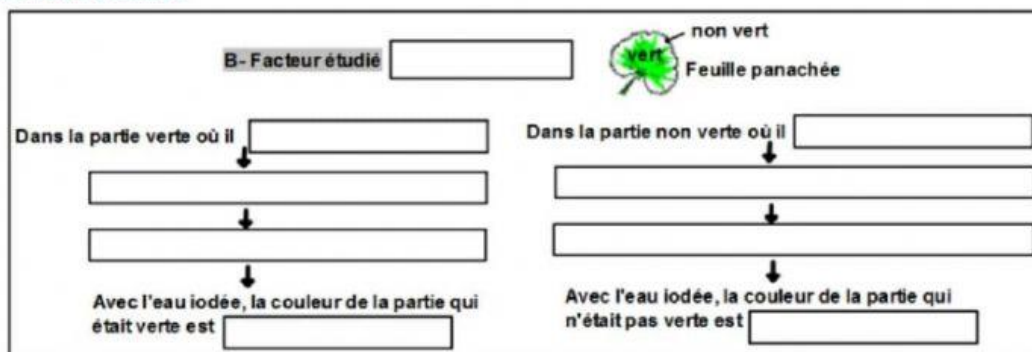 B- Facteur étudié
non vert
vert
Feuille panachée
Dans la partie verte où il
Avec l'eau iodée, la couleur de la partie qui
était verte est
Dans la partie non verte où il
Avec l'eau iodée, la couleur de la partie qui
n'était pas verte est